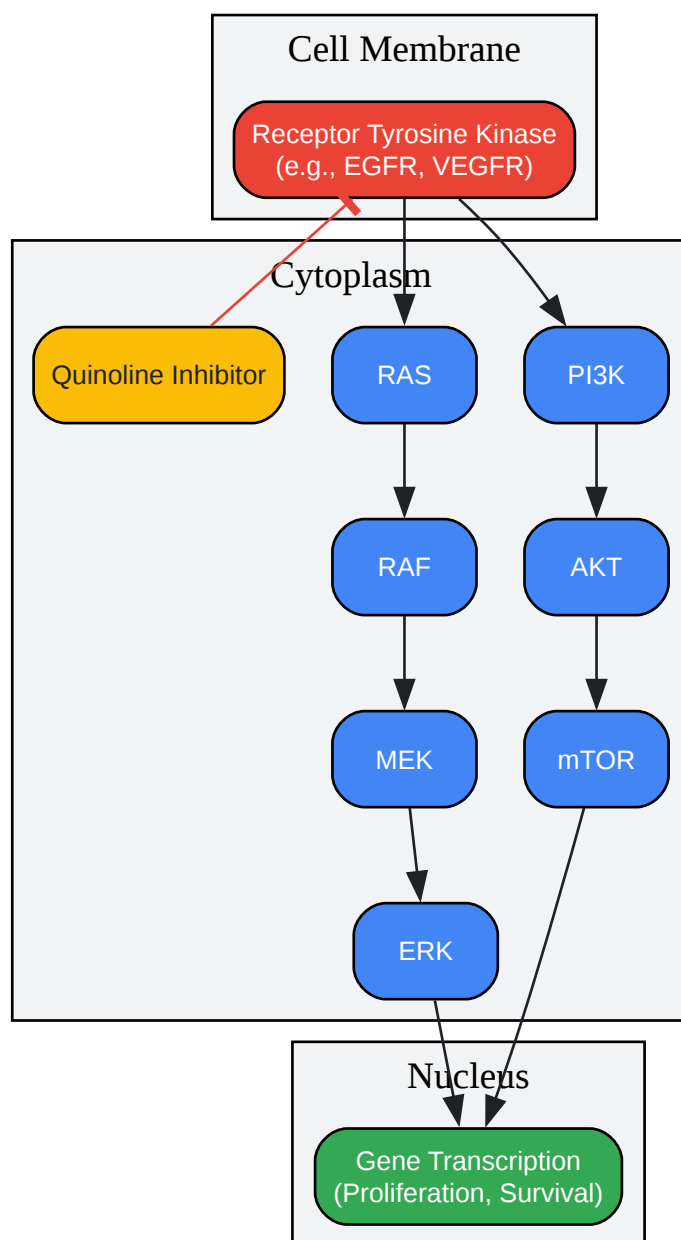 Cell Membrane
Receptor Tyrosine Kinase
(e.g., EGFR, VEGFR)
Cytoplasm
Quinoline Inhibitor
RAS
PI3K
RAF
AKT
MEK
mTOR
ERK
Nucleus
Gene Transcription
(Proliferation, Survival)